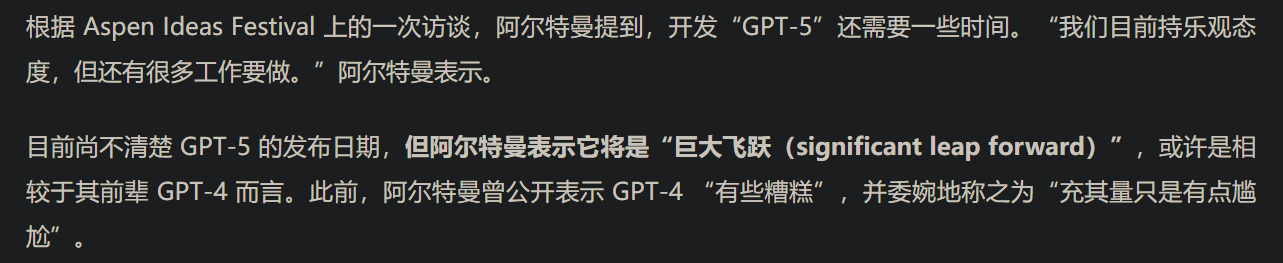 根据 Aspen Ideas Festival 上的一次访谈，阿尔特曼提到，开发“GPT-5”还需要一些时间。“我们目前持乐观态
度，但还有很多工作要做。”阿尔特曼表示。
目前尚不清楚 GPT-5 的发布日期，但阿尔特曼表示它将是“巨大飞跃（significant leap forward）”，或许是相
较于其前辈 GPT-4 而言。此前，阿尔特曼曾公开表示 GPT-4 “有些糟糕”，并委婉地称之为“充其量只是有点尴
尬”。